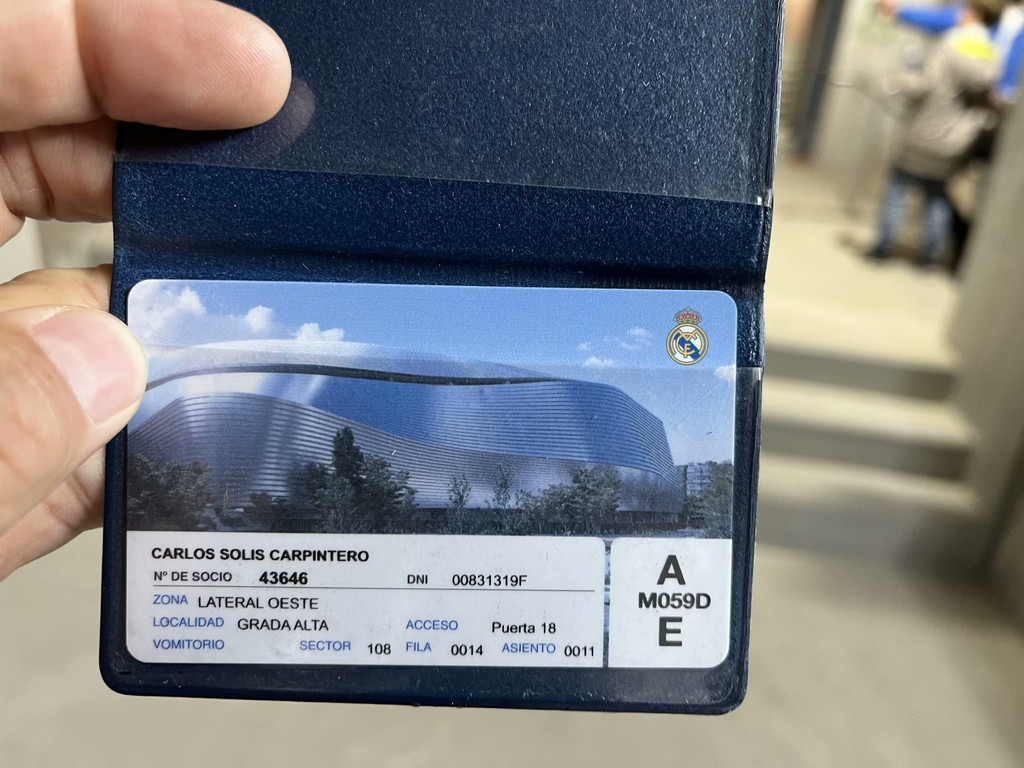 CARLOS SOLIS CARPINTERO
Nº DE SOCIO 43646 DNI 00831319F
ZONA LATERAL OESTE
LOCALIDAD GRADA ALTA ACCESO Puerta 18
VOMITORIO SECTOR 108 FILA 0014 ASIENTO 0011
A
M059D
E